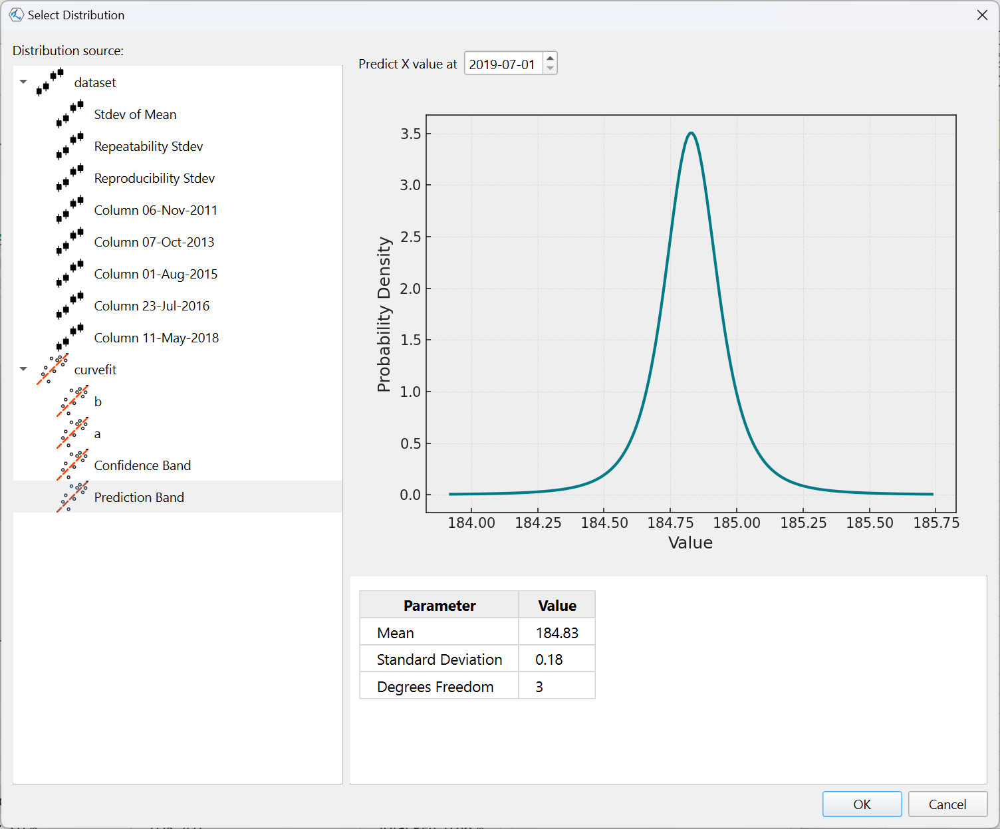 Select Distribution
Distribution source:
dataset
Stdev of Mean
Repeatability Stdev
Reproducibility Stdev
Column 06-Nov-2011
Column 07-Oct-2013
Column 01-Aug-2015
Column 23-Jul-2016
Column 11-May-2018
curvefit
b
a
Confidence Band
Prediction Band
Predict X value at 2019-07-01
Probability Density
3.5
3.0
2.5
2.0
1.5
1.0
0.5
0.0
184.00 184.25 184.50 184.75 185.00 185.25 185.50 185.75
Value
Parameter Value
Mean 184.83
Standard Deviation 0.18
Degrees Freedom 3
OK Cancel